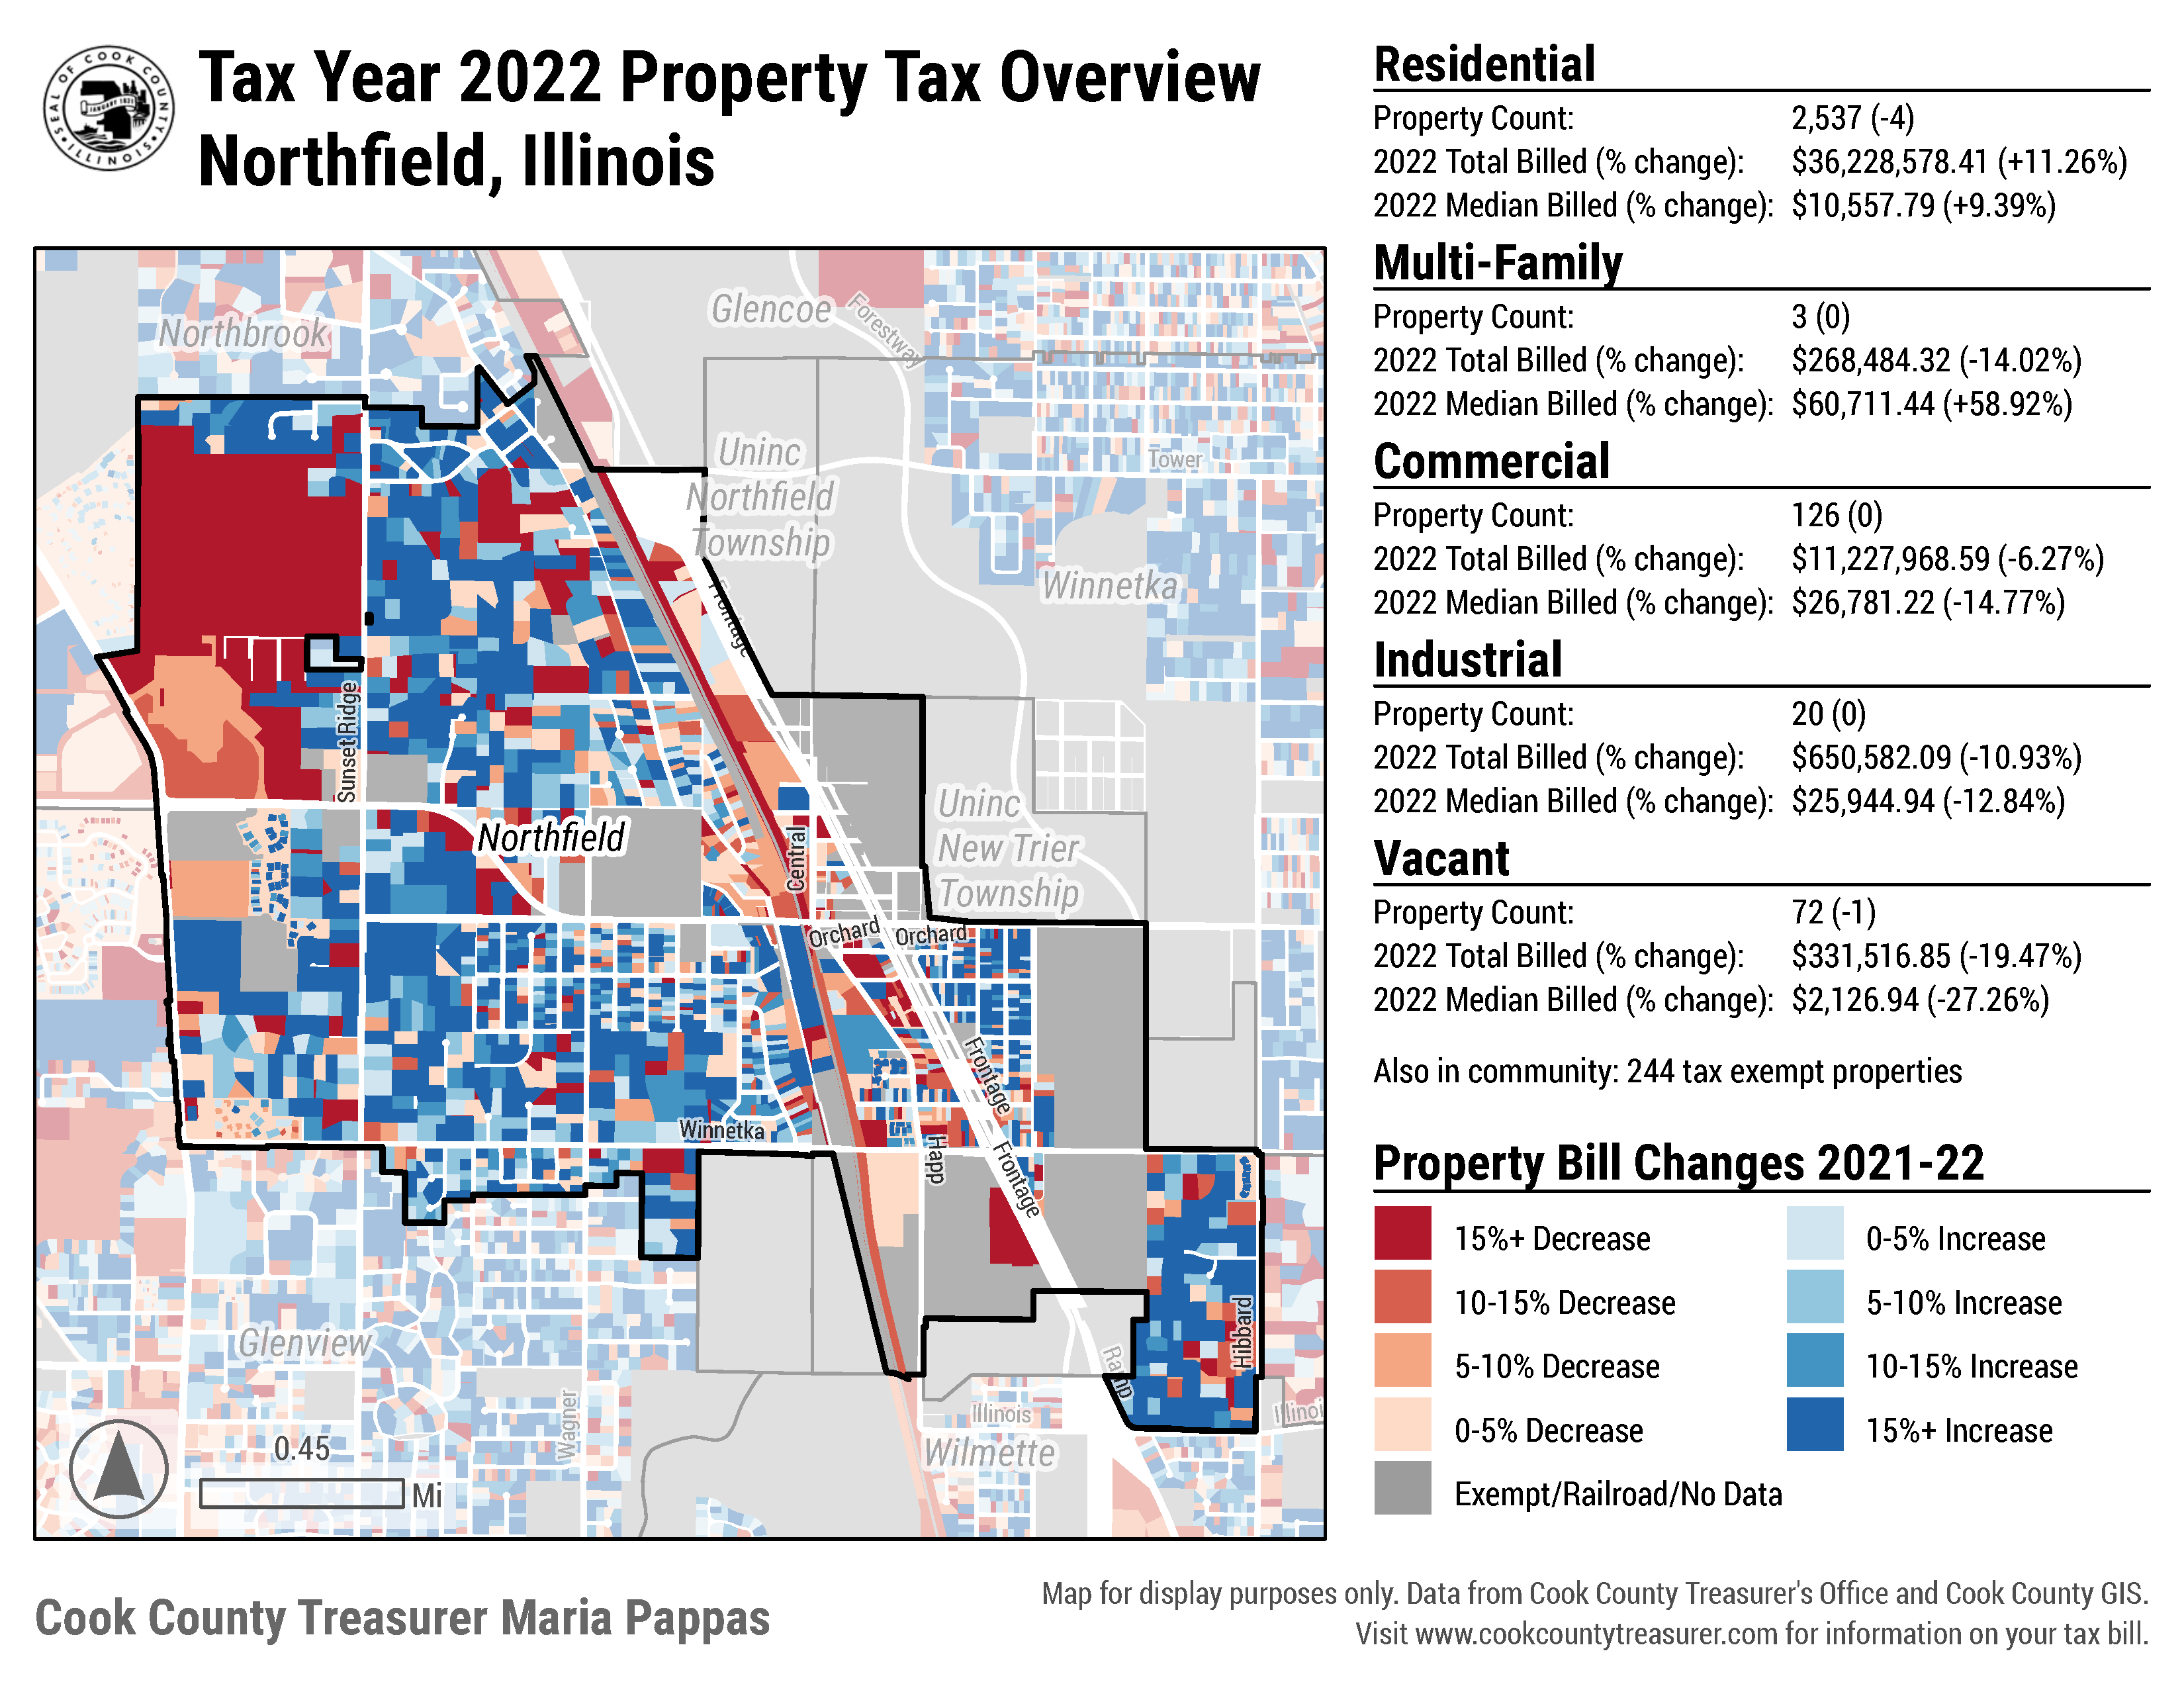 SEAL OF COOK COUNTY
JANUARY 1831
ILLINOIS
Tax Year 2022 Property Tax Overview
Northfield, Illinois
Northbrook
Glencoe
Forestway
Uninc
Northfield
Township
Tower
Winnetka
Frontage
Sunset Ridge
Uninc
New Trier
Township
Northfield
Central
Orchard
Orchard
Frontage
Winnetka
Happ
Frontage
Hibbard
Ramp
Glenview
Wagner
Illinois
Illinoi
Wilmette
0.45
Mi
Residential
Property Count: 2,537 (-4)
2022 Total Billed (% change): $36,228,578.41 (+11.26%)
2022 Median Billed (% change): $10,557.79 (+9.39%)
Multi-Family
Property Count: 3 (0)
2022 Total Billed (% change): $268,484.32 (-14.02%)
2022 Median Billed (% change): $60,711.44 (+58.92%)
Commercial
Property Count: 126 (0)
2022 Total Billed (% change): $11,227,968.59 (-6.27%)
2022 Median Billed (% change): $26,781.22 (-14.77%)
Industrial
Property Count: 20 (0)
2022 Total Billed (% change): $650,582.09 (-10.93%)
2022 Median Billed (% change): $25,944.94 (-12.84%)
Vacant
Property Count: 72 (-1)
2022 Total Billed (% change): $331,516.85 (-19.47%)
2022 Median Billed (% change): $2,126.94 (-27.26%)
Also in community: 244 tax exempt properties
Property Bill Changes 2021-22
15%+ Decrease
10-15% Decrease
5-10% Decrease
0-5% Decrease
Exempt/Railroad/No Data
0-5% Increase
5-10% Increase
10-15% Increase
15%+ Increase
Cook County Treasurer Maria Pappas
Map for display purposes only. Data from Cook County Treasurer's Office and Cook County GIS.
Visit www.cookcountytreasurer.com for information on your tax bill.